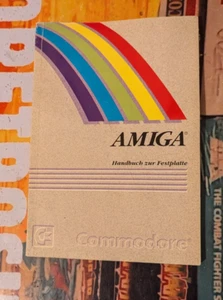 AMIGA®
Handbuch zur Festplatte
Commodore®
THE COMBAT FIGHTER